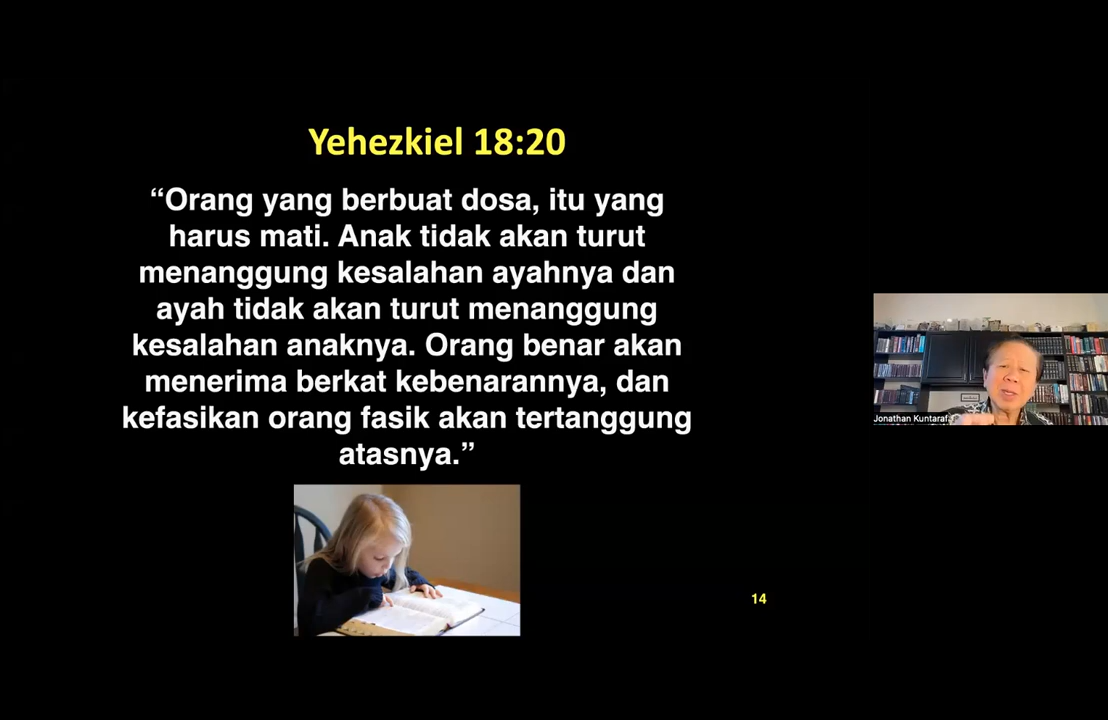 Yehezkiel 18:20
“Orang yang berbuat dosa, itu yang
harus mati. Anak tidak akan turut
menanggung kesalahan ayahnya dan
ayah tidak akan turut menanggung
kesalahan anaknya. Orang benar akan
menerima berkat kebenarannya, dan
kefasikan orang fasik akan tertanggung
atasnya.”
Jonathan Kuntaraf
14